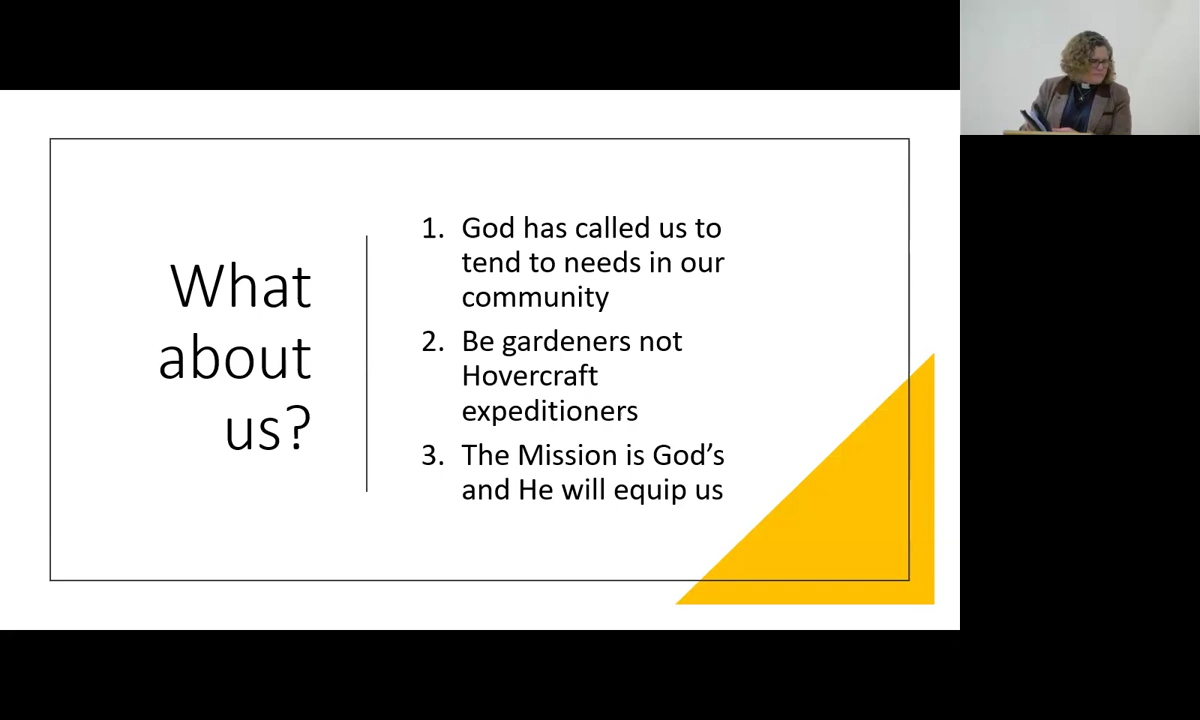 What
about
us?
1. God has called us to
tend to needs in our
community
2. Be gardeners not
Hovercraft
expeditioners
3. The Mission is God’s
and He will equip us